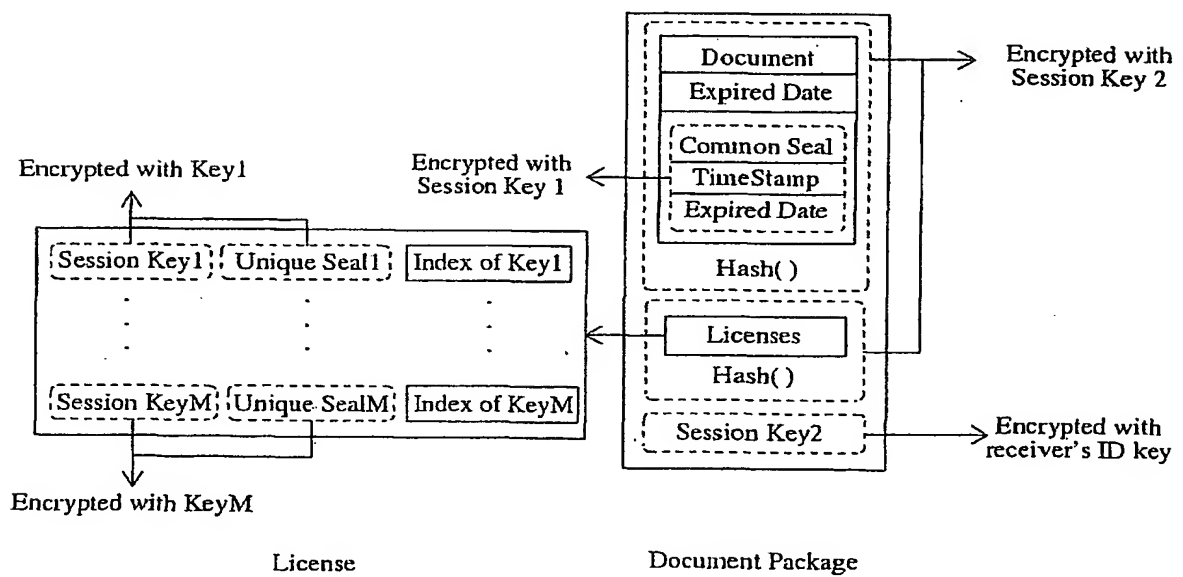 Document
Expired Date
Common Seal
TimeStamp
Expired Date
Hash( )
Licenses
Hash( )
Session Key2
Encrypted with
Session Key 2
Encrypted with
Session Key 1
Encrypted with
receiver's ID key
Encrypted with Key1
Session Key1 Unique Seal1 Index of Key1
Session KeyM Unique SealM Index of KeyM
Encrypted with KeyM
License
Document Package